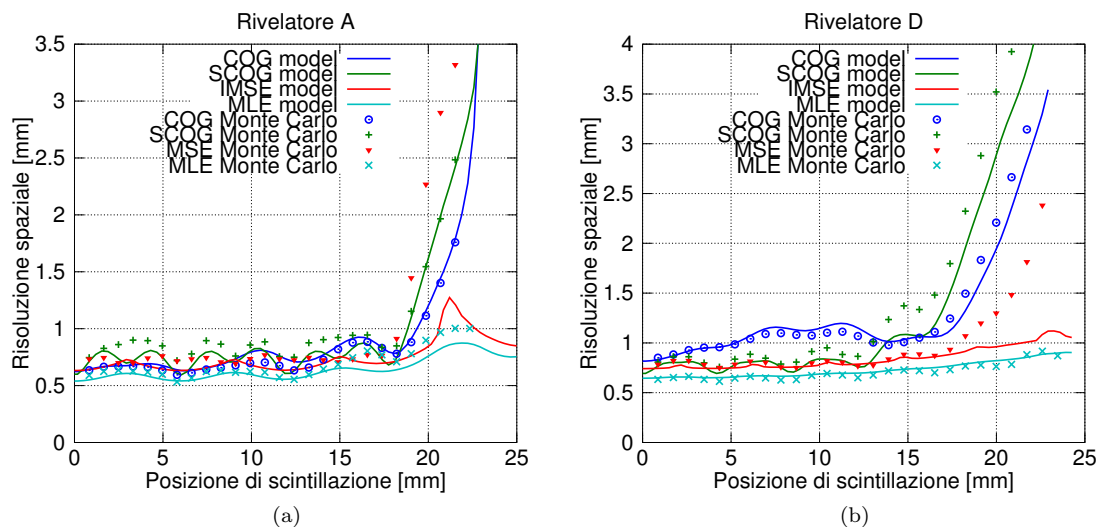 Rivelatore A
Risoluzione spaziale [mm]
3.5
3
2.5
2
1.5
1
0.5
0
COG model
SCOG model
IMSE model
MLE model
COG Monte Carlo
SCOG Monte Carlo
MSE Monte Carlo
MLE Monte Carlo
0 5 10 15 20 25
Posizione di scintillazione [mm]
(a)
Rivelatore D
Risoluzione spaziale [mm]
4
3.5
3
2.5
2
1.5
1
0.5
0
COG model
SCOG model
IMSE model
MLE model
COG Monte Carlo
SCOG Monte Carlo
MSE Monte Carlo
MLE Monte Carlo
0 5 10 15 20 25
Posizione di scintillazione [mm]
(b)